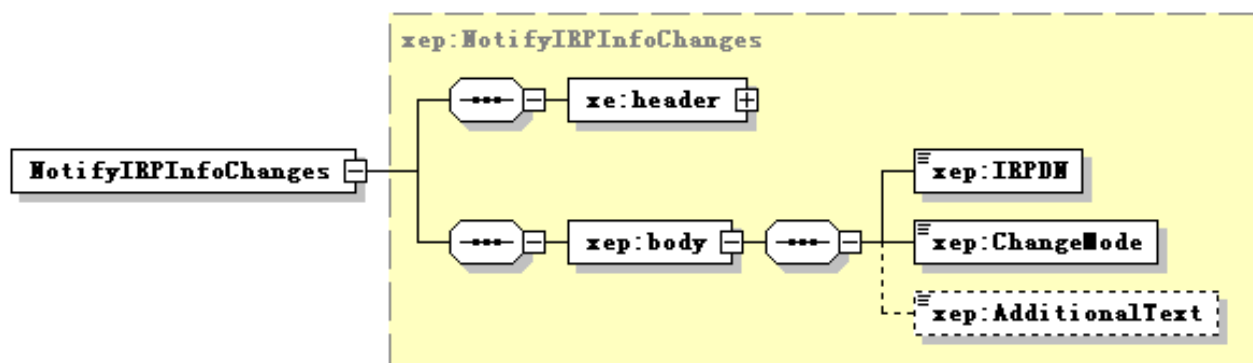 xep:NotifyIRPInfoChanges
xe:header
NotifyIRPInfoChanges
xep:IRPDN
xep:body
xep:ChangeMode
xep:AdditionalText